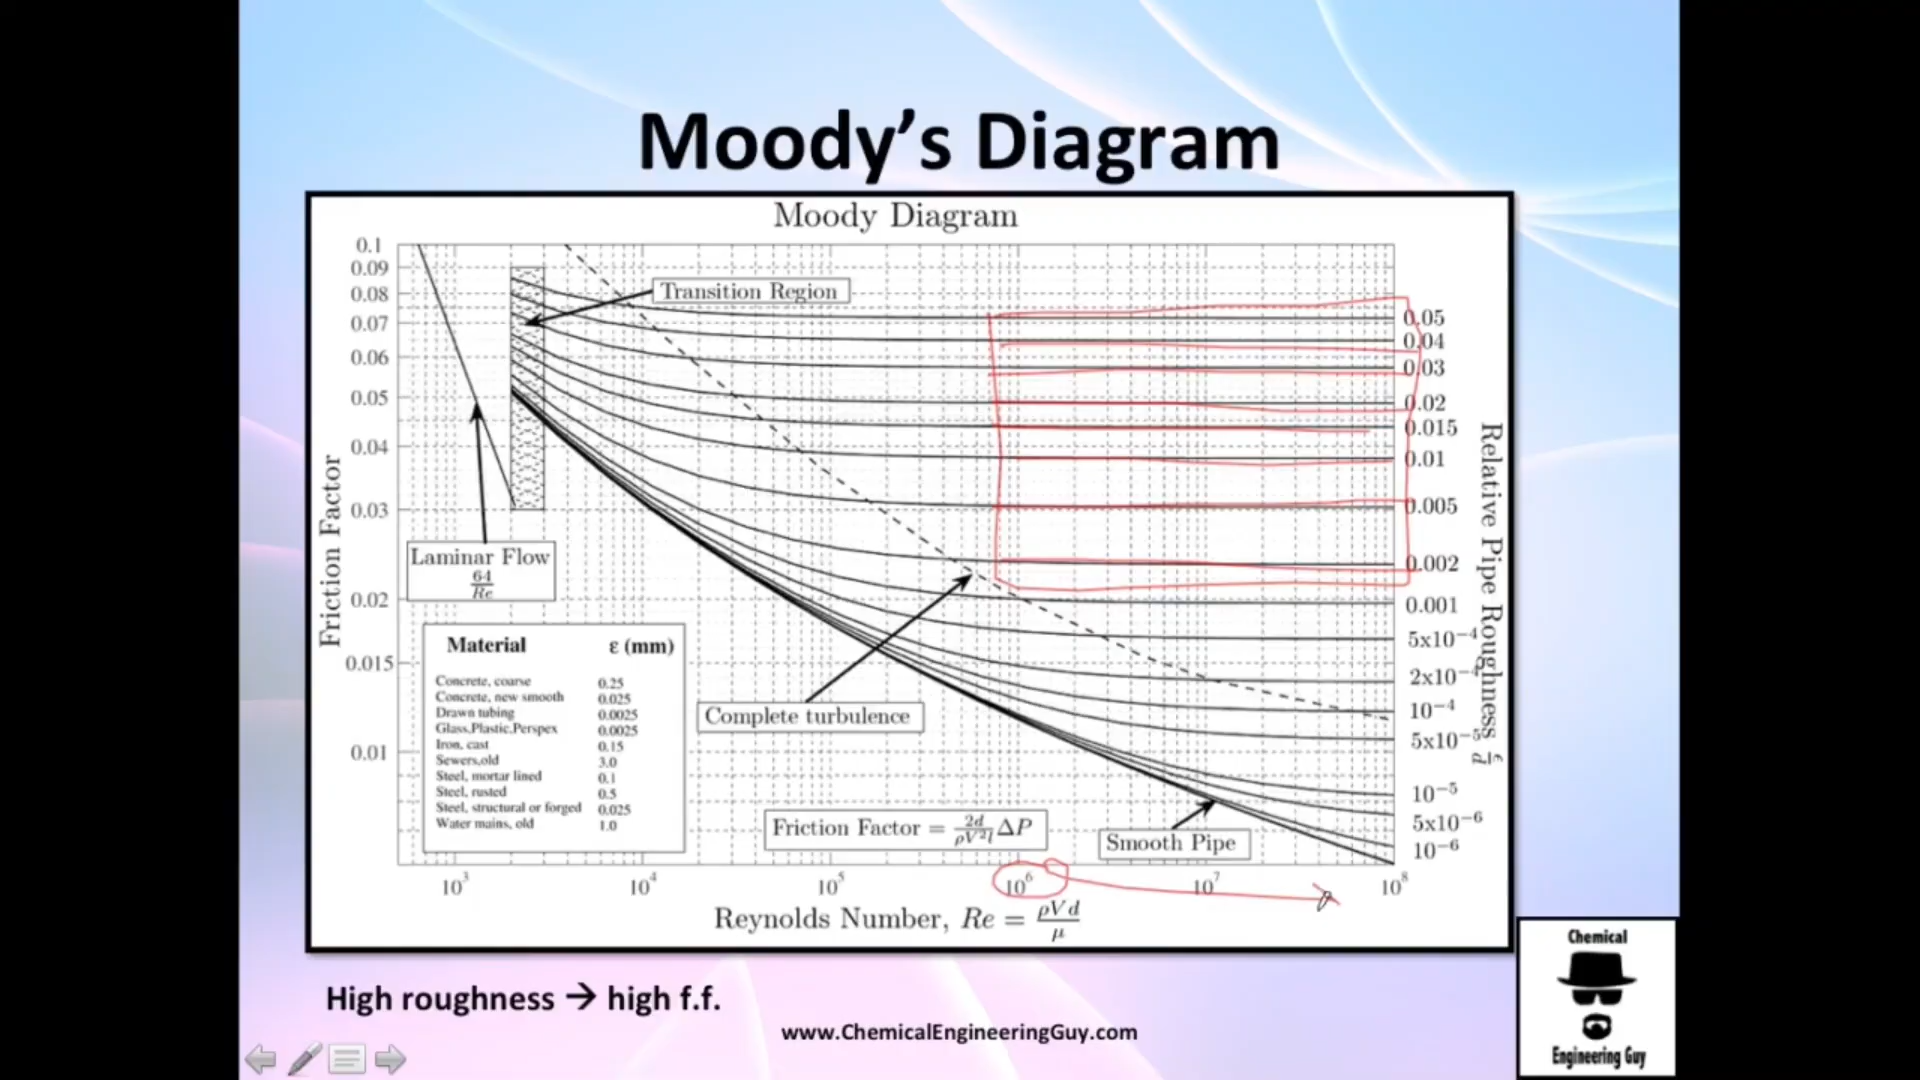 Moody's Diagram
Moody Diagram
0.1
0.09
0.08
0.07
0.06
0.05
0.04
0.03
0.02
0.015
0.01
Friction Factor
Transition Region
Laminar Flow
64
Re
Complete turbulence
Material ε (mm)
Concrete, coarse 0.25
Concrete, new smooth 0.025
Drawn tubing 0.0025
Glass,Plastic,Perspex 0.0025
Iron, cast 0.15
Sewers,old 3.0
Steel, mortar lined 0.1
Steel, rusted 0.5
Steel, structural or forged 0.025
Water mains, old 1.0
Friction Factor = 2d/ρV²l ΔP
Smooth Pipe
0.05
0.04
0.03
0.02
0.015
0.01
0.005
0.002
0.001
5x10⁻⁴
2x10⁻⁴
10⁻⁴
5x10⁻⁵
10⁻⁵
5x10⁻⁶
10⁻⁶
Relative Pipe Roughness ε/d
10³ 10⁴ 10⁵ 10⁶ 10⁷ 10⁸
Reynolds Number, Re = ρVd/μ
High roughness → high f.f.
www.ChemicalEngineeringGuy.com
Chemical
Engineering Guy